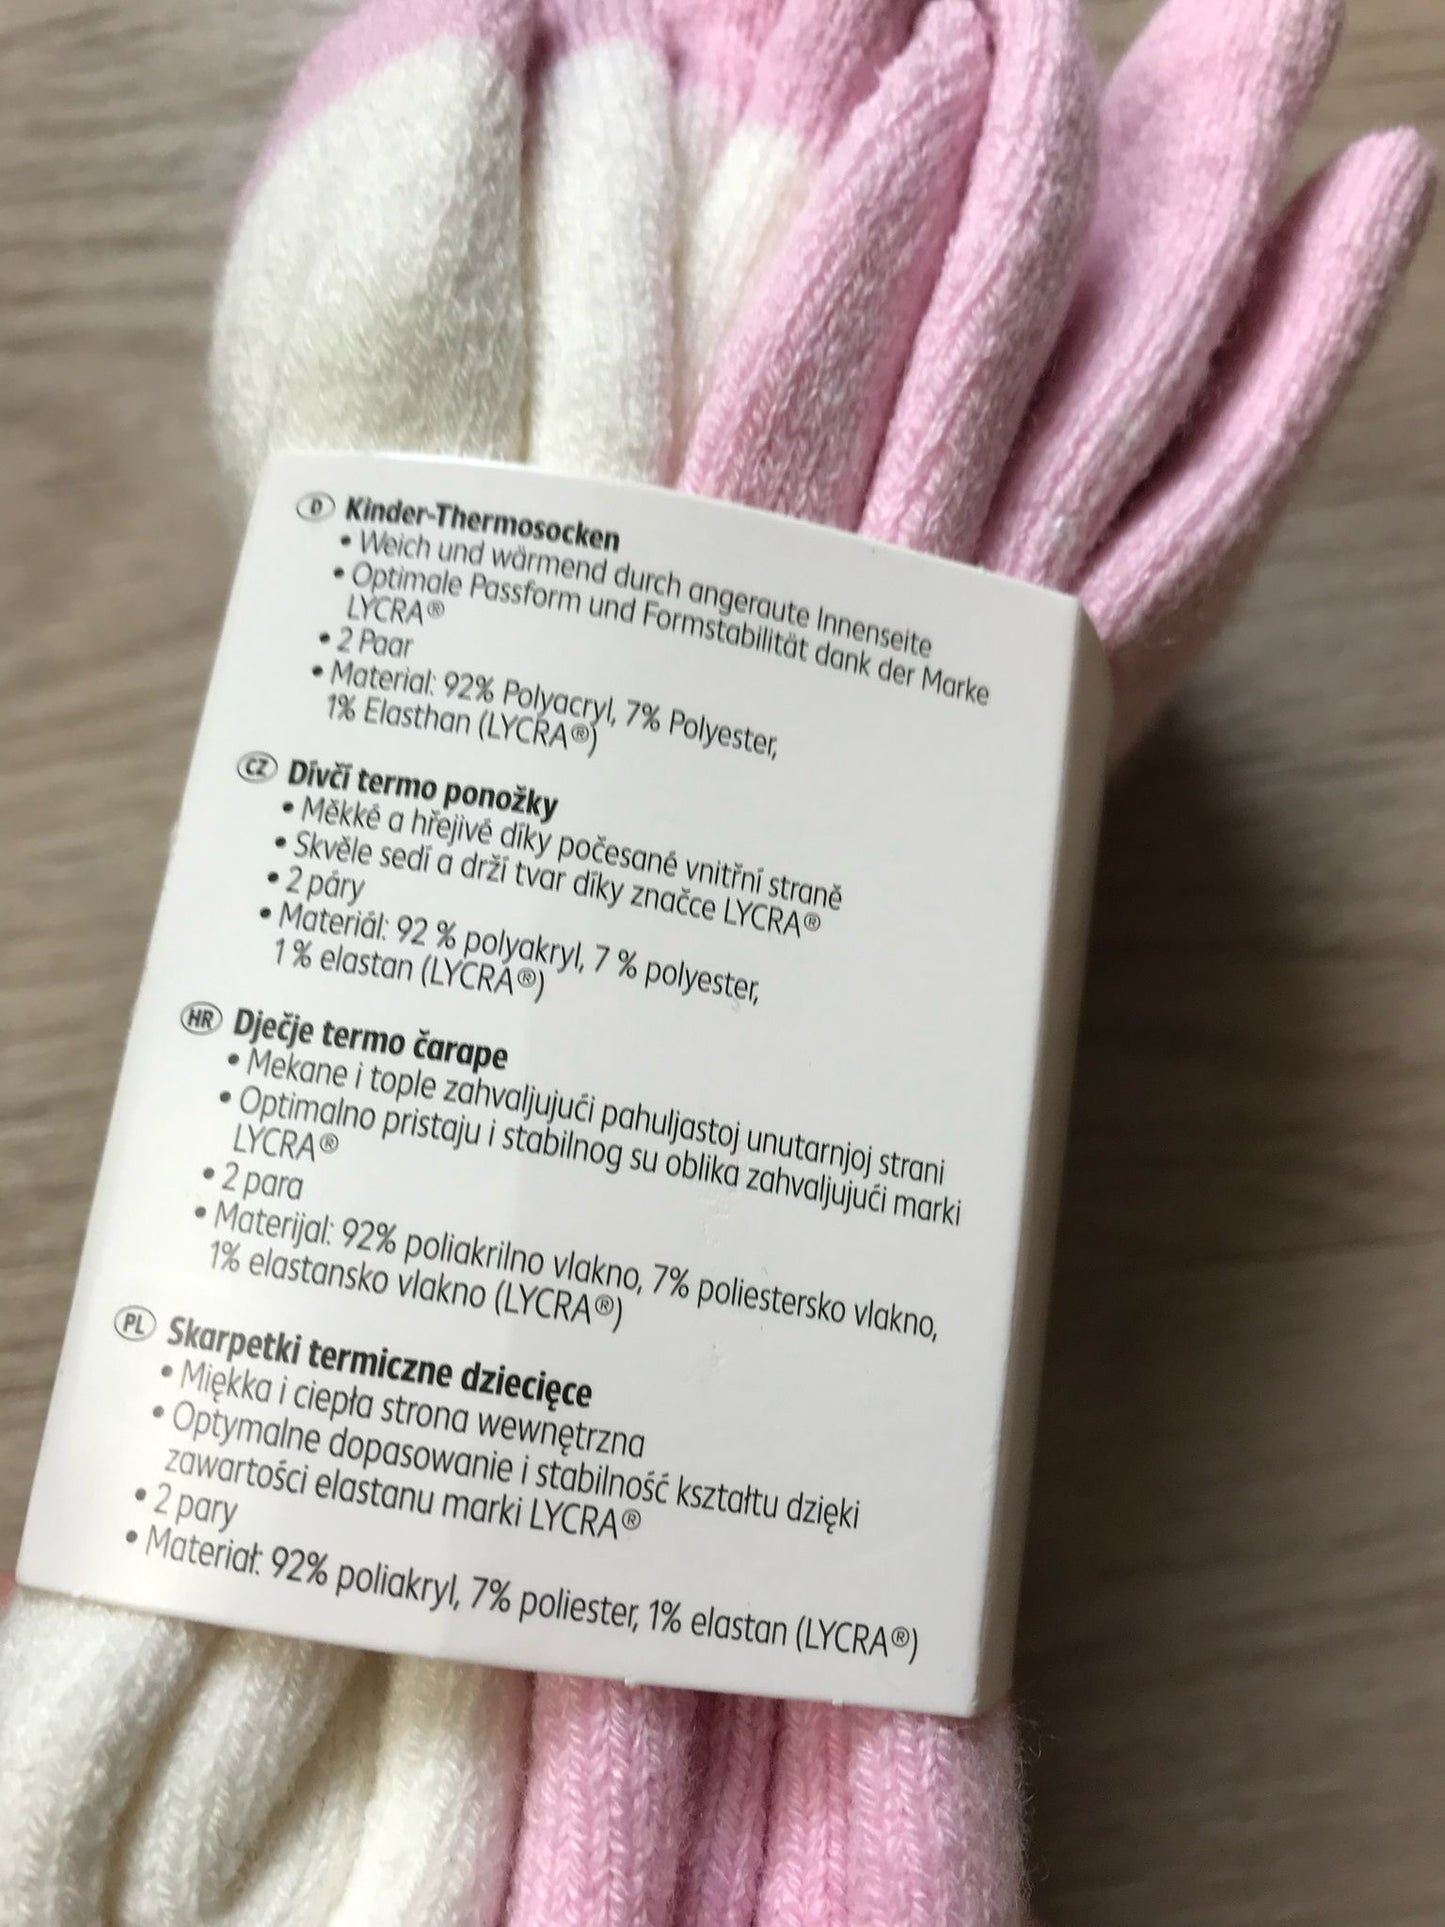 D Kinder-Thermosocken
• Weich und wärmend durch angeraute Innenseite
• Optimale Passform und Formstabilität dank der Marke
LYCRA®
• 2 Paar
• Material: 92% Polyacryl, 7% Polyester,
1% Elasthan (LYCRA®)
CZ Dívčí termo ponožky
• Měkké a hřejivé díky počesané vnitřní straně
• Skvěle sedí a drží tvar díky značce LYCRA®
• 2 páry
• Materiál: 92 % polyakryl, 7 % polyester,
1 % elastan (LYCRA®)
HR Dječje termo čarape
• Mekane i tople zahvaljujući pahuljastoj unutarnjoj strani
• Optimalno pristaju i stabilnog su oblika zahvaljujući marki
LYCRA®
• 2 para
• Materijal: 92% poliakrilno vlakno, 7% poliestersko vlakno,
1% elastansko vlakno (LYCRA®)
PL Skarpetki termiczne dziecięce
• Miękka i ciepła strona wewnętrzna
• Optymalne dopasowanie i stabilność kształtu dzięki
zawartości elastanu marki LYCRA®
• 2 pary
• Materiał: 92% poliakryl, 7% poliester, 1% elastan (LYCRA®)